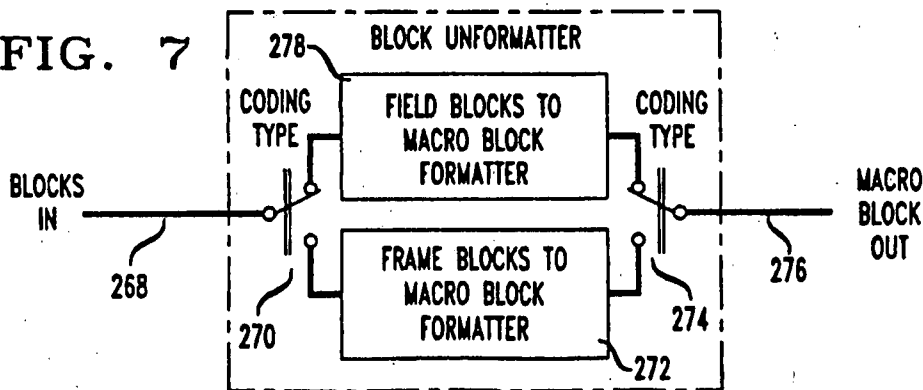 FIG. 7
BLOCK UNFORMATTER
278
CODING
TYPE
FIELD BLOCKS TO
MACRO BLOCK
FORMATTER
CODING
TYPE
BLOCKS
IN
268
270
FRAME BLOCKS TO
MACRO BLOCK
FORMATTER
272
274
276
MACRO
BLOCK
OUT